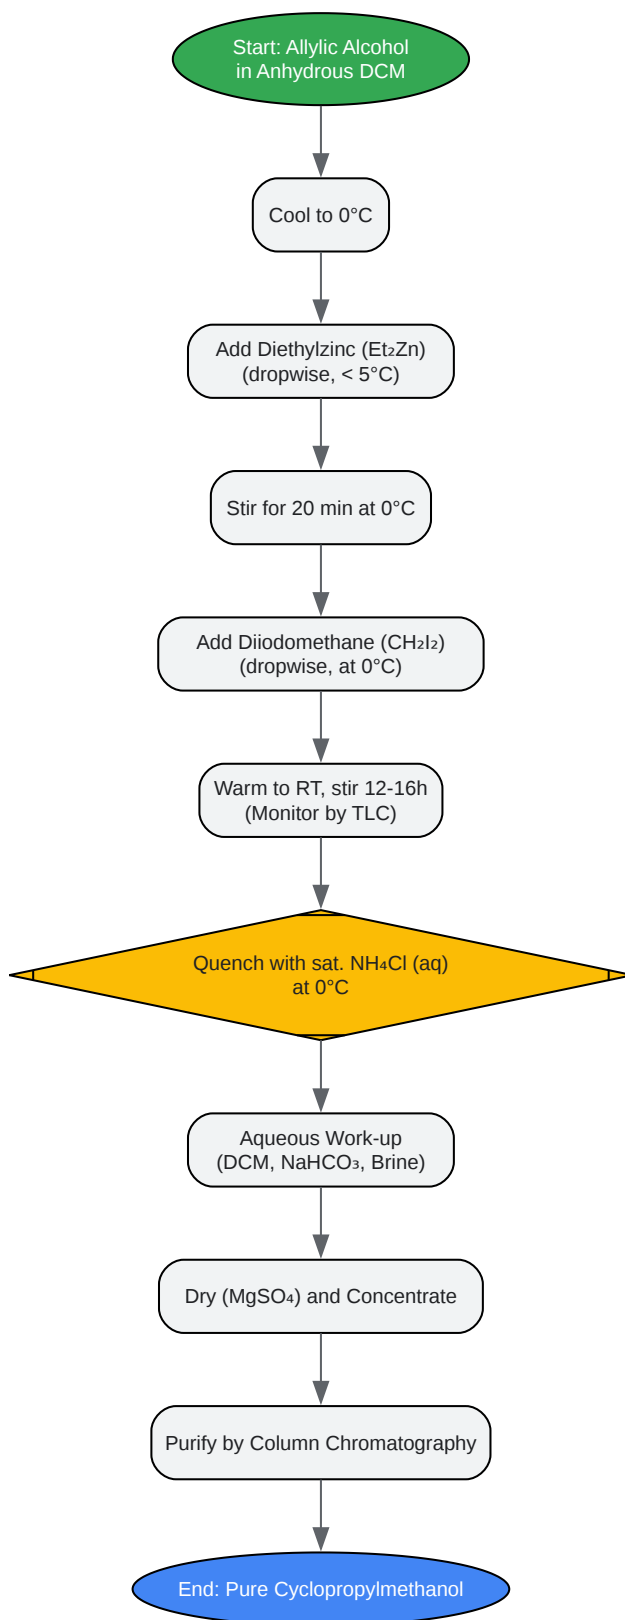 Start: Allylic Alcohol
in Anhydrous DCM
Cool to 0°C
Add Diethylzinc (Et₂Zn)
(dropwise, < 5°C)
Stir for 20 min at 0°C
Add Diiodomethane (CH₂I₂)
(dropwise, at 0°C)
Warm to RT, stir 12-16h
(Monitor by TLC)
Quench with sat. NH₄Cl (aq)
at 0°C
Aqueous Work-up
(DCM, NaHCO₃, Brine)
Dry (MgSO₄) and Concentrate
Purify by Column Chromatography
End: Pure Cyclopropylmethanol